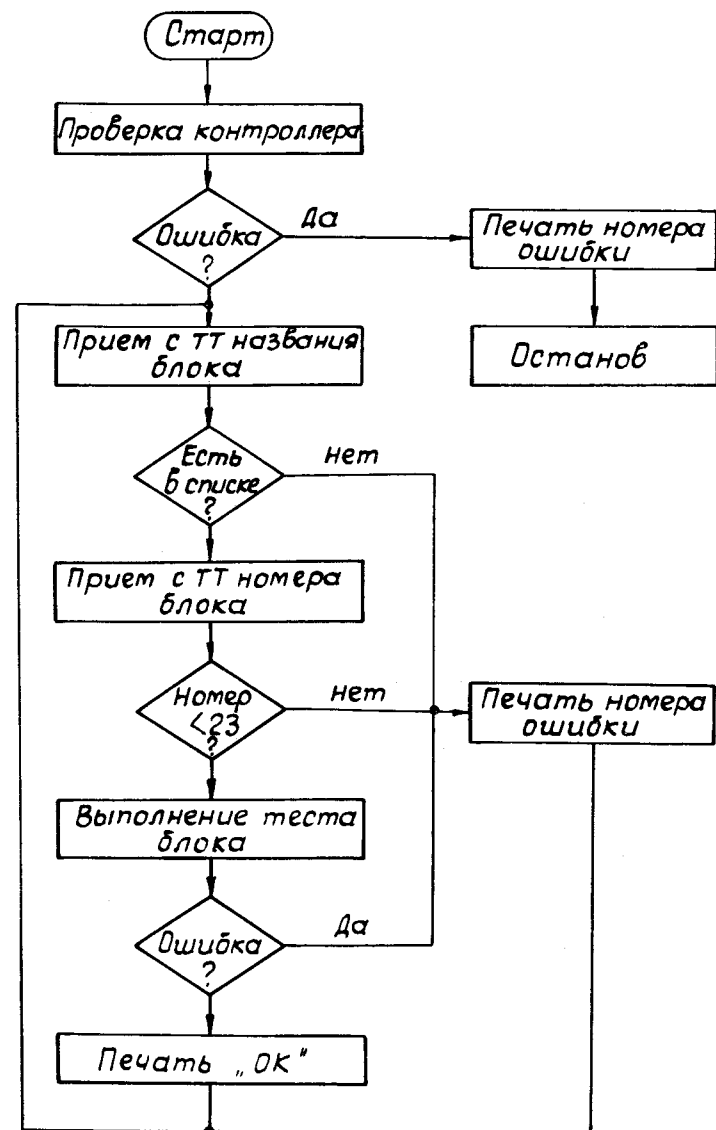 Старт
Проверка контроллера
Ошибка
?
Да
Печать номера
ошибки
Останов
Прием с ТТ названия
блока
Есть
в списке
?
Нет
Прием с ТТ номера
блока
Номер
<23
?
Нет
Печать номера
ошибки
Выполнение теста
блока
Ошибка
?
Да
Печать „ОК"